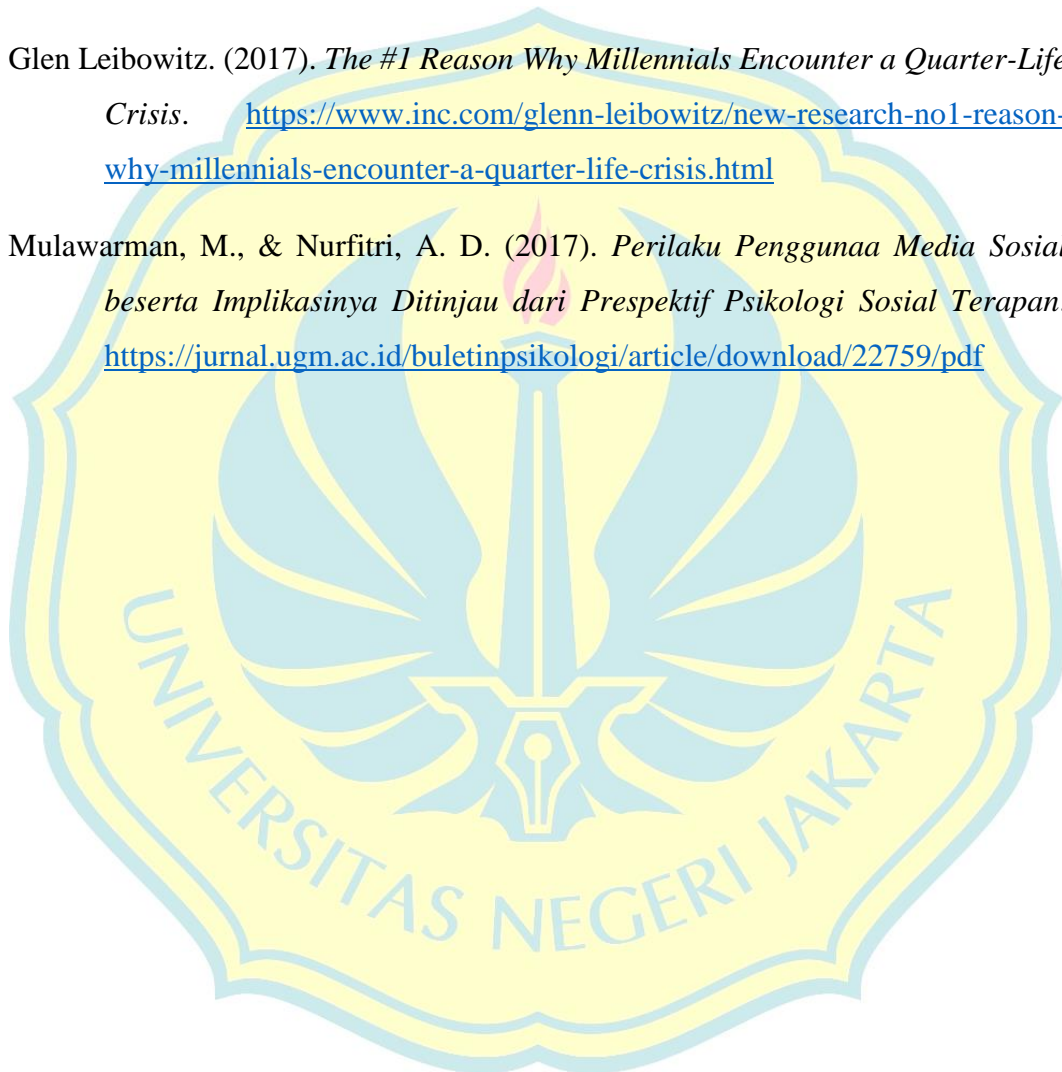 Glen Leibowitz. (2017). The #1 Reason Why Millennials Encounter a Quarter-Life
Crisis. https://www.inc.com/glenn-leibowitz/new-research-no1-reason-
why-millennials-encounter-a-quarter-life-crisis.html
Mulawarman, M., & Nurfitri, A. D. (2017). Perilaku Penggunaa Media Sosial
beserta Implikasinya Ditinjau dari Prespektif Psikologi Sosial Terapan.
https://jurnal.ugm.ac.id/buletinpsikologi/article/download/22759/pdf
UNIVERSITAS NEGERI JAKARTA